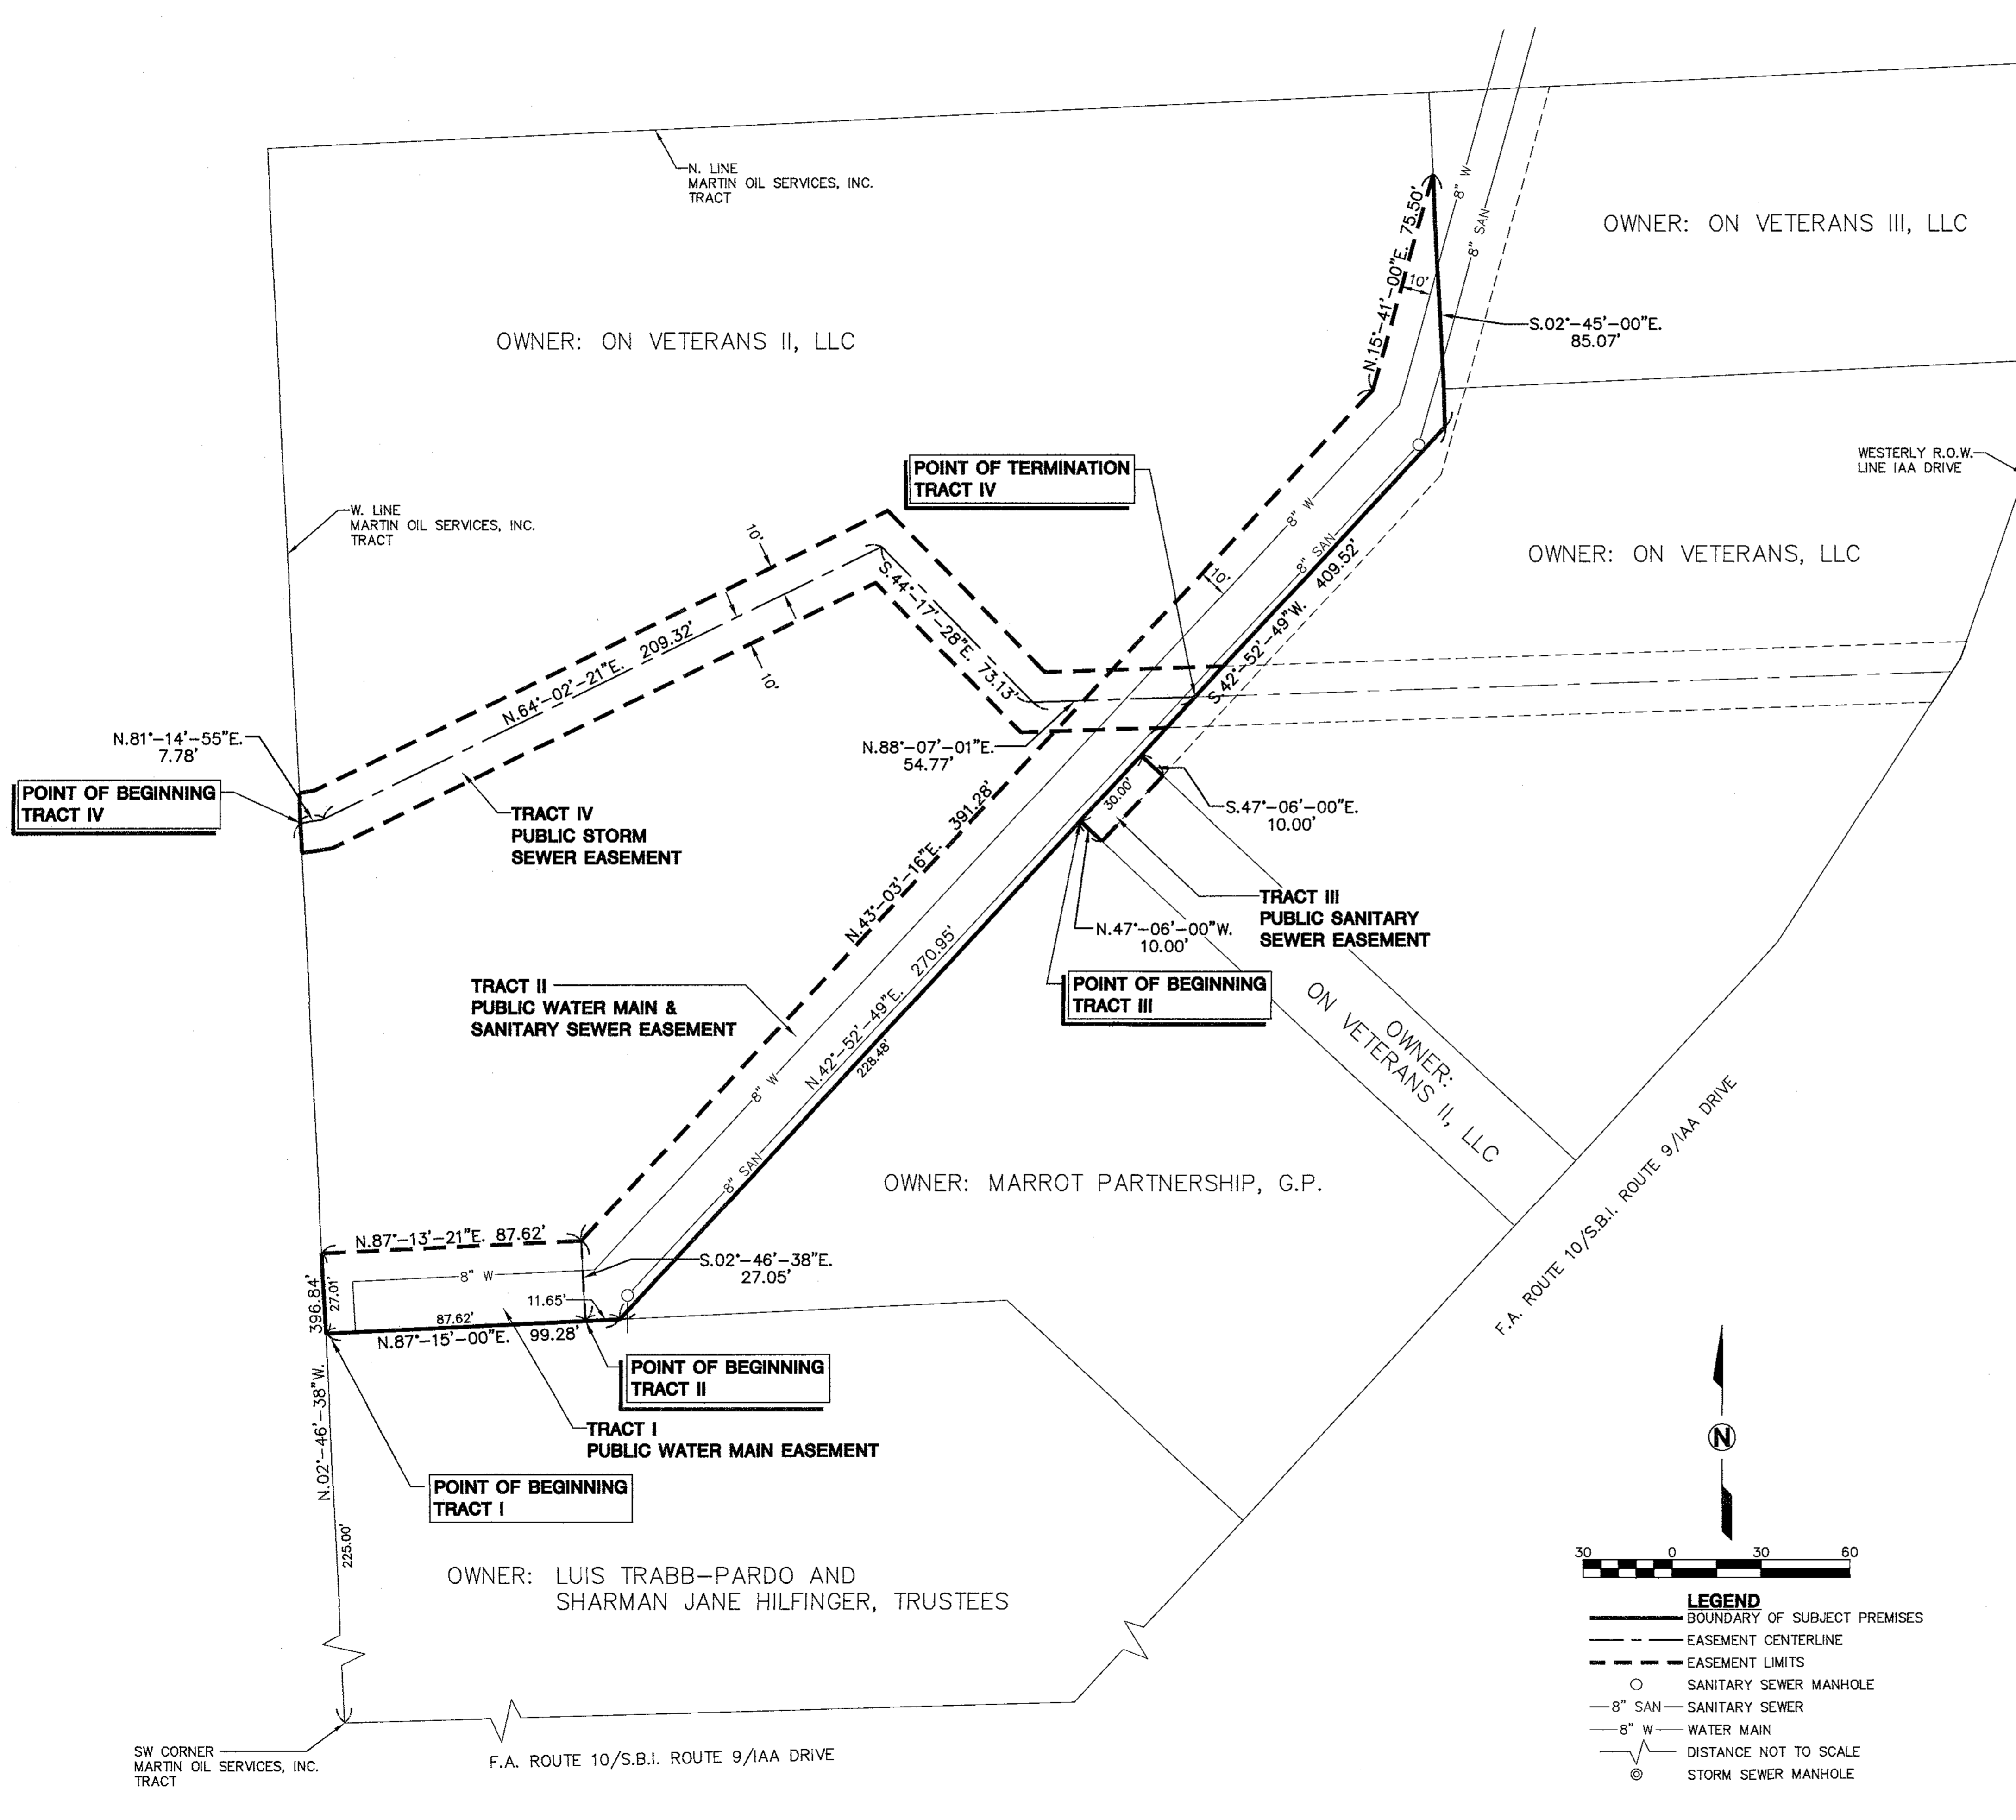 N. LINE
MARTIN OIL SERVICES, INC.
TRACT
8" W
8" SAN
N.15°-41'-00"E. 75.50'
10'
OWNER: ON VETERANS III, LLC
S.02°-45'-00"E.
85.07'
OWNER: ON VETERANS II, LLC
POINT OF TERMINATION
TRACT IV
WESTERLY R.O.W.
LINE IAA DRIVE
W. LINE
MARTIN OIL SERVICES, INC.
TRACT
10'
8" W
8" SAN
409.52'
S.42°-52'-49"W.
10'
OWNER: ON VETERANS, LLC
N.64°-02'-21"E. 209.32'
S.44°-17'-28"E. 73.13'
10'
N.81°-14'-55"E.
7.78'
N.88°-07'-01"E.
54.77'
POINT OF BEGINNING
TRACT IV
TRACT IV
PUBLIC STORM
SEWER EASEMENT
30.00'
S.47°-06'-00"E.
10.00'
N.43°-03'-16"E. 391.28'
TRACT III
PUBLIC SANITARY
SEWER EASEMENT
N.47°-06'-00"W.
10.00'
POINT OF BEGINNING
TRACT III
TRACT II
PUBLIC WATER MAIN &
SANITARY SEWER EASEMENT
N.42°-52'-49"E. 270.95'
228.48'
8" W
8" SAN
OWNER:
ON VETERANS II, LLC
OWNER: MARROT PARTNERSHIP, G.P.
F.A. ROUTE 10/S.B.I. ROUTE 9/IAA DRIVE
N.87°-13'-21"E. 87.62'
S.02°-46'-38"E.
27.05'
8" W
396.84'
27.01'
11.65'
87.62'
N.87°-15'-00"E. 99.28'
POINT OF BEGINNING
TRACT II
TRACT I
PUBLIC WATER MAIN EASEMENT
N.02°-46'-38"W.
POINT OF BEGINNING
TRACT I
225.00'
OWNER: LUIS TRABB-PARDO AND
SHARMAN JANE HILFINGER, TRUSTEES
SW CORNER
MARTIN OIL SERVICES, INC.
TRACT
F.A. ROUTE 10/S.B.I. ROUTE 9/IAA DRIVE
N
30 0 30 60
LEGEND
BOUNDARY OF SUBJECT PREMISES
EASEMENT CENTERLINE
EASEMENT LIMITS
SANITARY SEWER MANHOLE
8" SAN SANITARY SEWER
8" W WATER MAIN
DISTANCE NOT TO SCALE
STORM SEWER MANHOLE